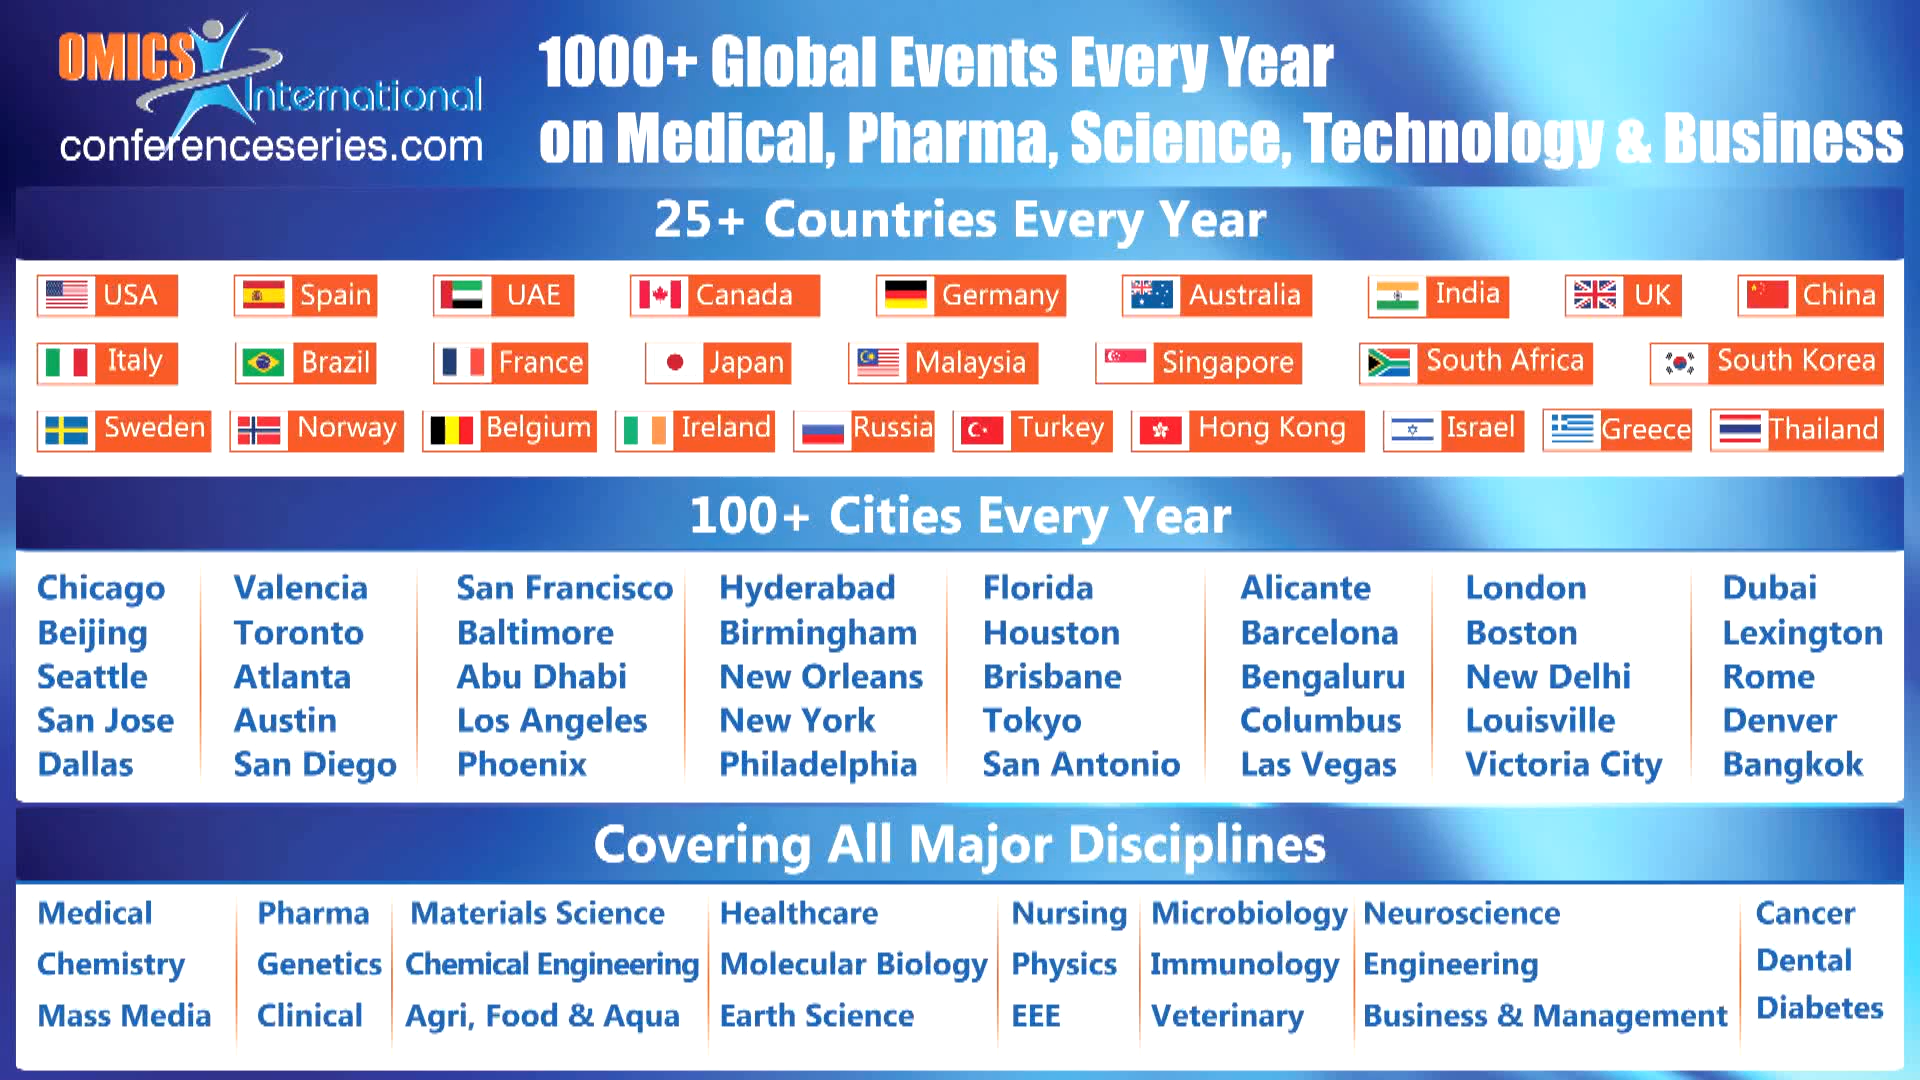 OMICS International
conferenceseries.com
1000+ Global Events Every Year
on Medical, Pharma, Science, Technology & Business
25+ Countries Every Year
USA Spain UAE Canada Germany Australia India UK China
Italy Brazil France Japan Malaysia Singapore South Africa South Korea
Sweden Norway Belgium Ireland Russia Turkey Hong Kong Israel Greece Thailand
100+ Cities Every Year
Chicago Valencia San Francisco Hyderabad Florida Alicante London Dubai
Beijing Toronto Baltimore Birmingham Houston Barcelona Boston Lexington
Seattle Atlanta Abu Dhabi New Orleans Brisbane Bengaluru New Delhi Rome
San Jose Austin Los Angeles New York Tokyo Columbus Louisville Denver
Dallas San Diego Phoenix Philadelphia San Antonio Las Vegas Victoria City Bangkok
Covering All Major Disciplines
Medical Pharma Materials Science Healthcare Nursing Microbiology Neuroscience Cancer
Chemistry Genetics Chemical Engineering Molecular Biology Physics Immunology Engineering Dental
Mass Media Clinical Agri, Food & Aqua Earth Science EEE Veterinary Business & Management Diabetes